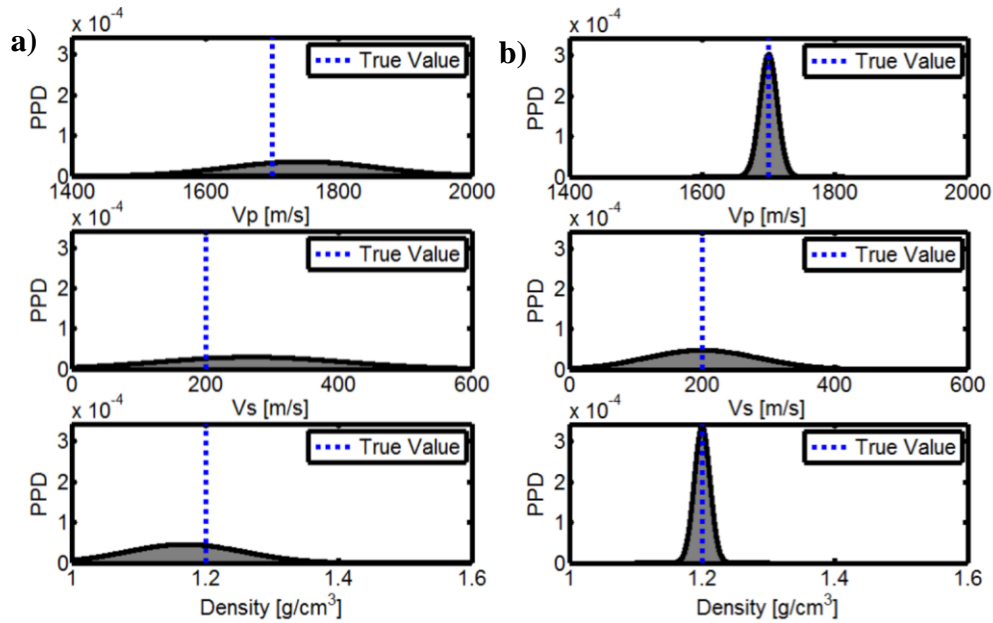 a)
x 10⁻⁴
3
2
1
0
PPD
True Value
1400
1600
1800
2000
Vp [m/s]
x 10⁻⁴
3
2
1
0
PPD
True Value
0
200
400
600
Vs [m/s]
x 10⁻⁴
3
2
1
0
PPD
True Value
1
1.2
1.4
1.6
Density [g/cm³]
b)
x 10⁻⁴
3
2
1
0
PPD
True Value
1400
1600
1800
2000
Vp [m/s]
x 10⁻⁴
3
2
1
0
PPD
True Value
0
200
400
600
Vs [m/s]
x 10⁻⁴
3
2
1
0
PPD
True Value
1
1.2
1.4
1.6
Density [g/cm³]